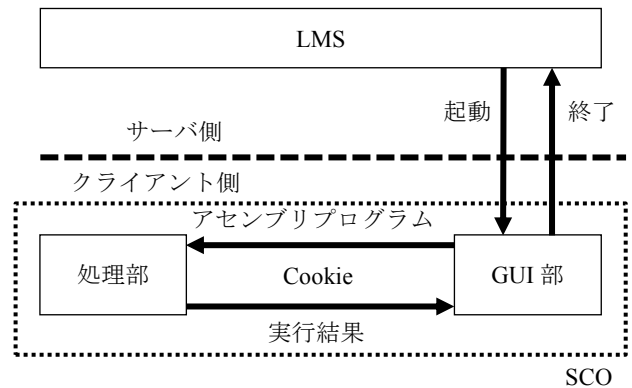 LMS
起動
終了
サーバ側
クライアント側
アセンブリプログラム
処理部
Cookie
GUI 部
実行結果
SCO